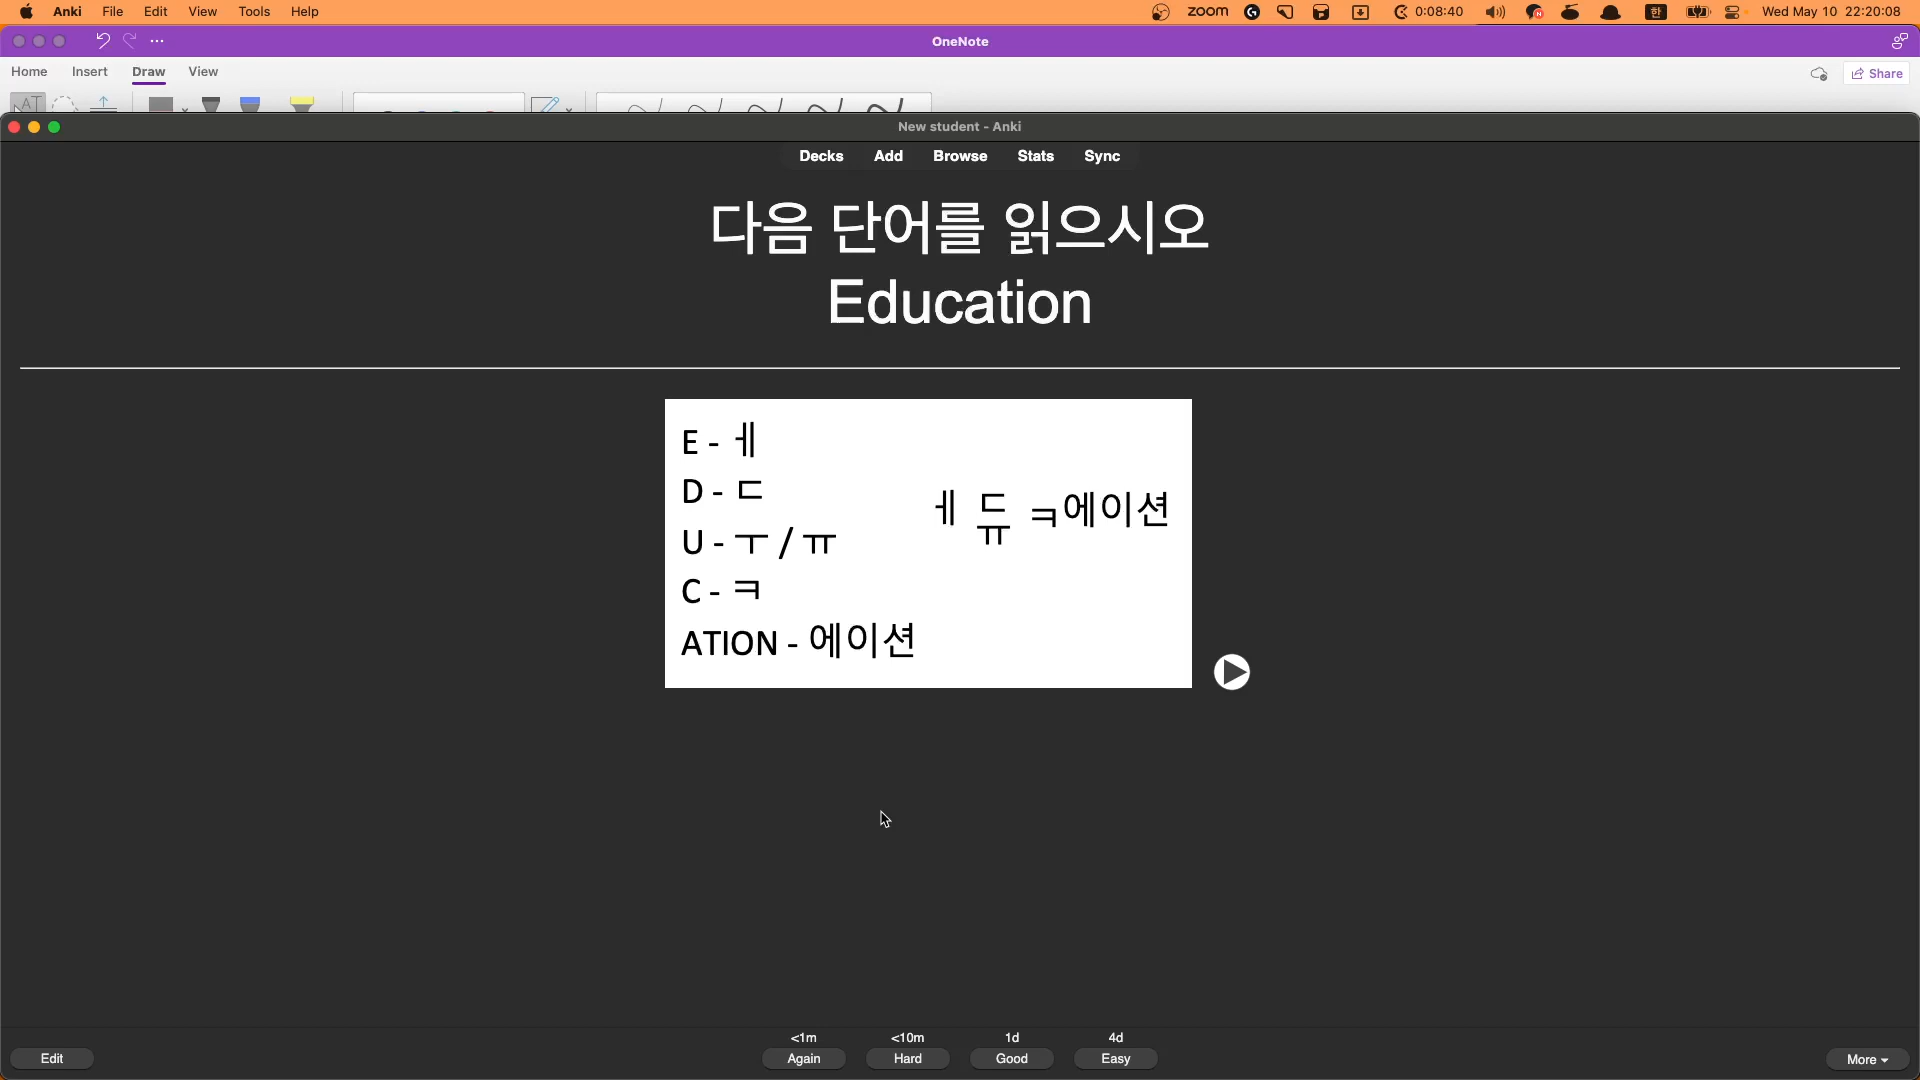 Anki File Edit View Tools Help zoom 0:08:40 한 Wed May 10 22:20:08
OneNote
Home Insert Draw View Share
New student - Anki
Decks Add Browse Stats Sync
다음 단어를 읽으시오
Education
E - ㅔ
D - ㄷ
U - ㅜ / ㅠ
C - ㅋ
ATION - 에이션
ㅔ 듀 ㅋ에이션
<1m <10m 1d 4d
Edit Again Hard Good Easy More